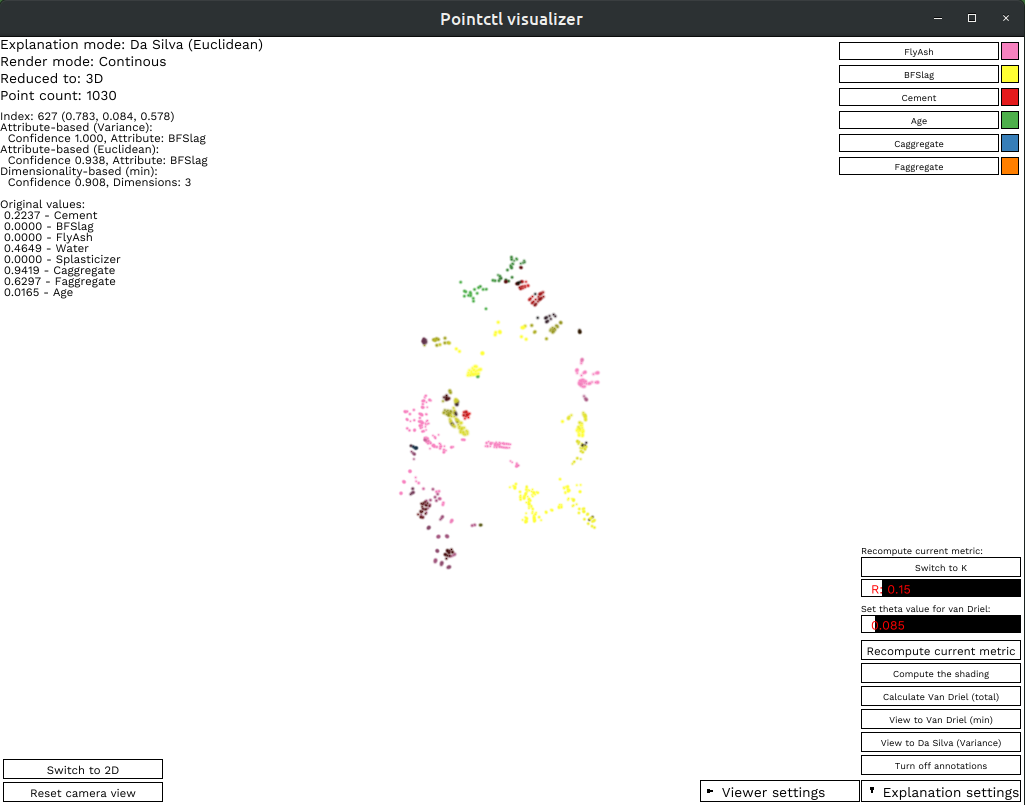 Pointctl visualizer
Explanation mode: Da Silva (Euclidean)
Render mode: Continous
Reduced to: 3D
Point count: 1030
Index: 627 (0.783, 0.084, 0.578)
Attribute-based (Variance):
Confidence 1.000, Attribute: BFSlag
Attribute-based (Euclidean):
Confidence 0.938, Attribute: BFSlag
Dimensionality-based (min):
Confidence 0.908, Dimensions: 3
Original values:
0.2237 - Cement
0.0000 - BFSlag
0.0000 - FlyAsh
0.4649 - Water
0.0000 - Splasticizer
0.9419 - Caggregate
0.6297 - Faggregate
0.0165 - Age
FlyAsh
BFSlag
Cement
Age
Caggregate
Faggregate
Recompute current metric:
Switch to K
R: 0.15
Set theta value for van Driel:
0.085
Recompute current metric
Compute the shading
Calculate Van Driel (total)
View to Van Driel (min)
View to Da Silva (Variance)
Turn off annotations
Switch to 2D
Reset camera view
Viewer settings
Explanation settings